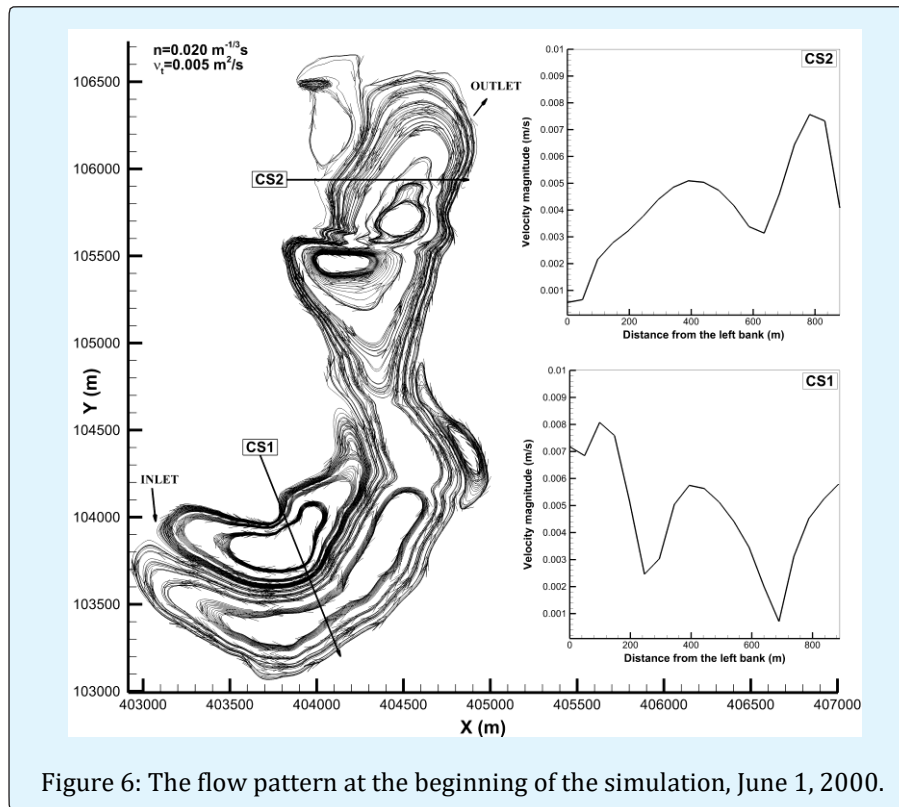 n=0.020 m^-1/3 s
ν_t=0.005 m²/s
106500
106000
105500
105000
104500
104000
103500
103000
Y (m)
403000 403500 404000 404500 405000 405500 406000 406500 407000
X (m)
OUTLET
CS2
CS1
INLET
CS2
0.01
0.009
0.008
0.007
0.006
0.005
0.004
0.003
0.002
0.001
Velocity magnitude (m/s)
0 200 400 600 800
Distance from the left bank (m)
CS1
0.01
0.009
0.008
0.007
0.006
0.005
0.004
0.003
0.002
0.001
Velocity magnitude (m/s)
0 200 400 600 800
Distance from the left bank (m)
Figure 6: The flow pattern at the beginning of the simulation, June 1, 2000.